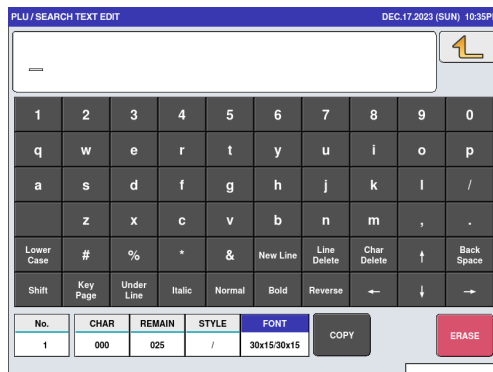 PLU / SEARCH TEXT EDIT DEC.17.2023 (SUN) 10:35P
1 2 3 4 5 6 7 8 9 0
q w e r t y u i o p
a s d f g h j k l /
z x c v b n m , .
Lower Case # % * & New Line Line Delete Char Delete ↑ Back Space
Shift Key Page Under Line Italic Normal Bold Reverse ← ↓ →
No. CHAR REMAIN STYLE FONT COPY ERASE
1 000 025 / 30x15/30x15